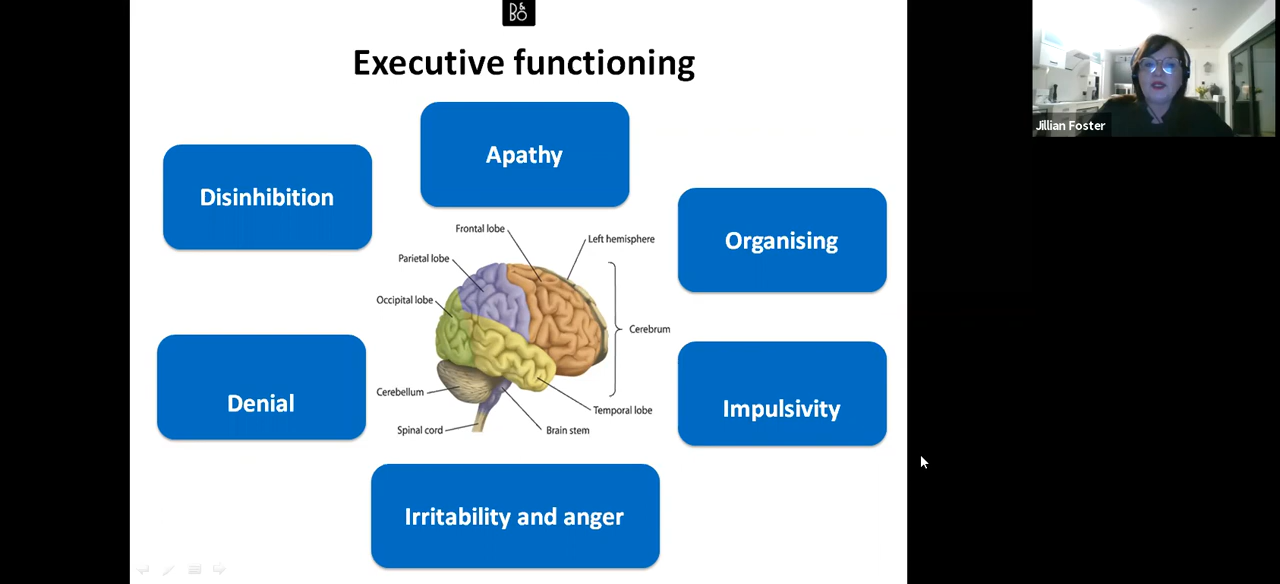 B&BO
Executive functioning
Apathy
Disinhibition
Organising
Frontal lobe
Left hemisphere
Parietal lobe
Occipital lobe
Cerebrum
Denial
Impulsivity
Cerebellum
Temporal lobe
Spinal cord
Brain stem
Irritability and anger
Jillian Foster